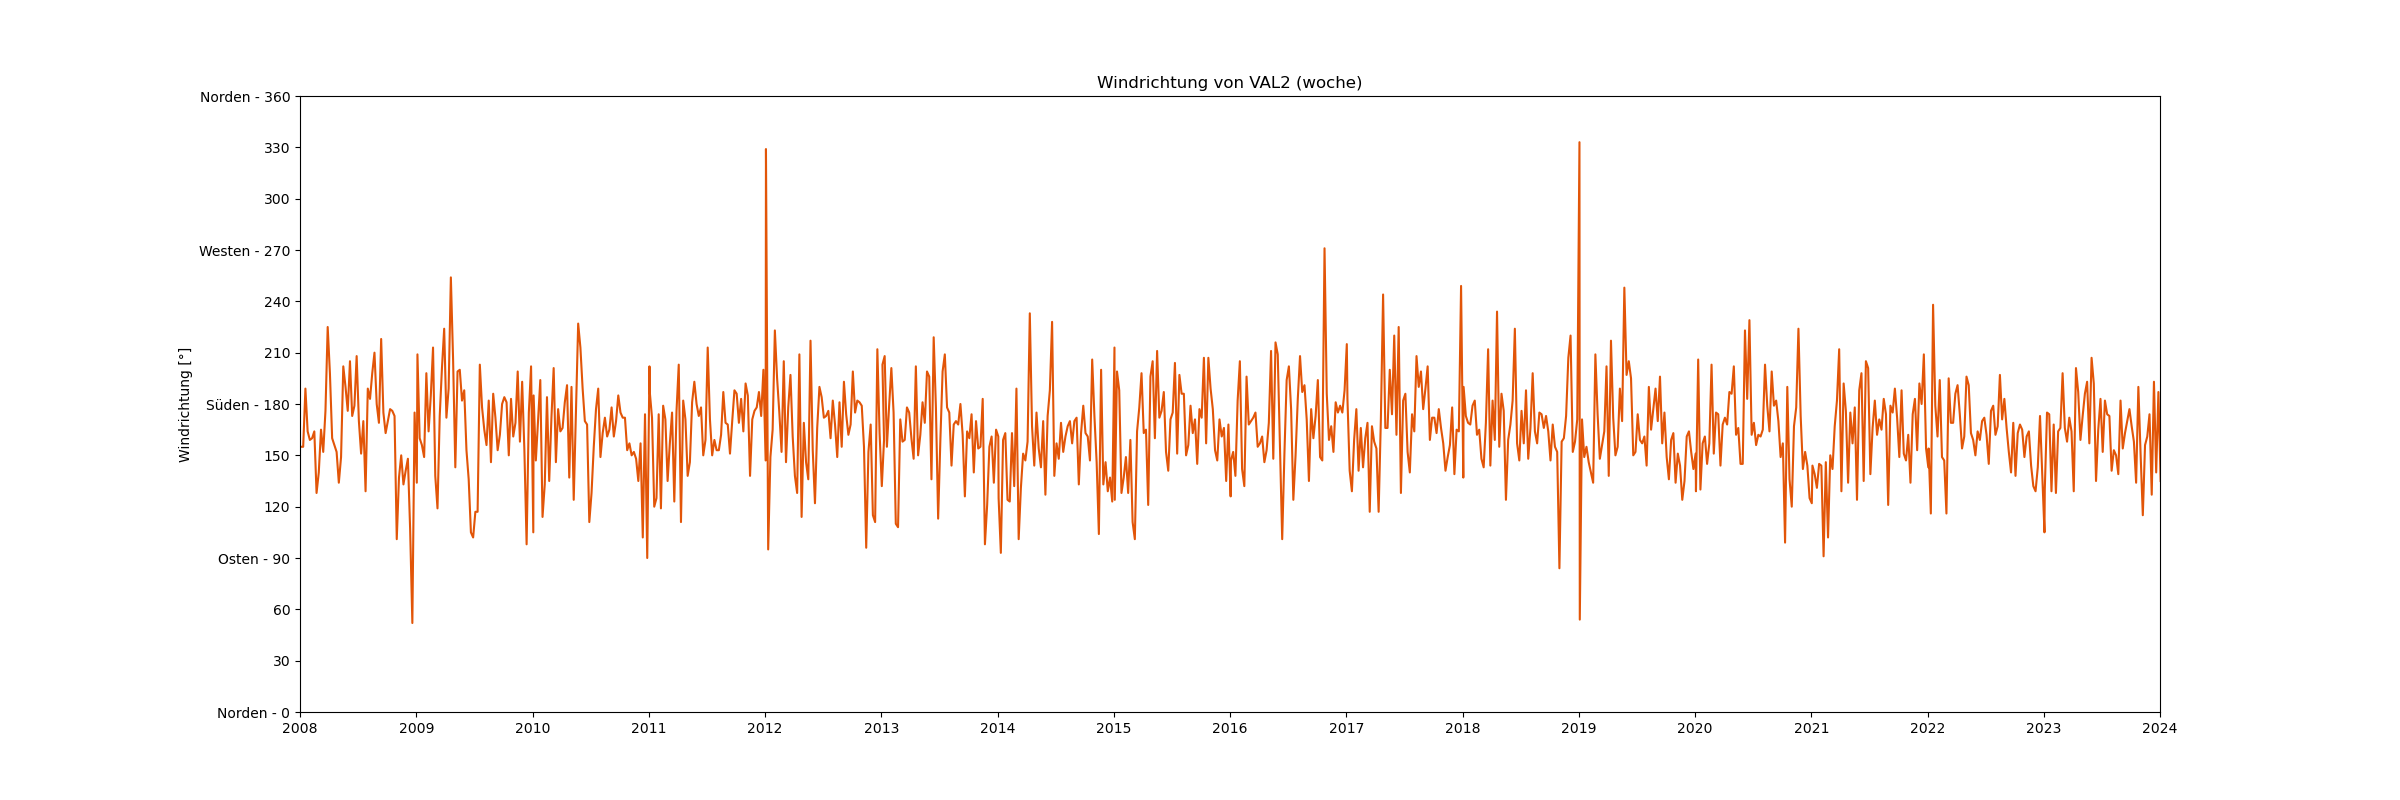 Windrichtung von VAL2 (woche)
Norden - 360
330
300
Westen - 270
240
210
Süden - 180
150
120
Osten - 90
60
30
Norden - 0
Windrichtung [°]
2008 2009 2010 2011 2012 2013 2014 2015 2016 2017 2018 2019 2020 2021 2022 2023 2024